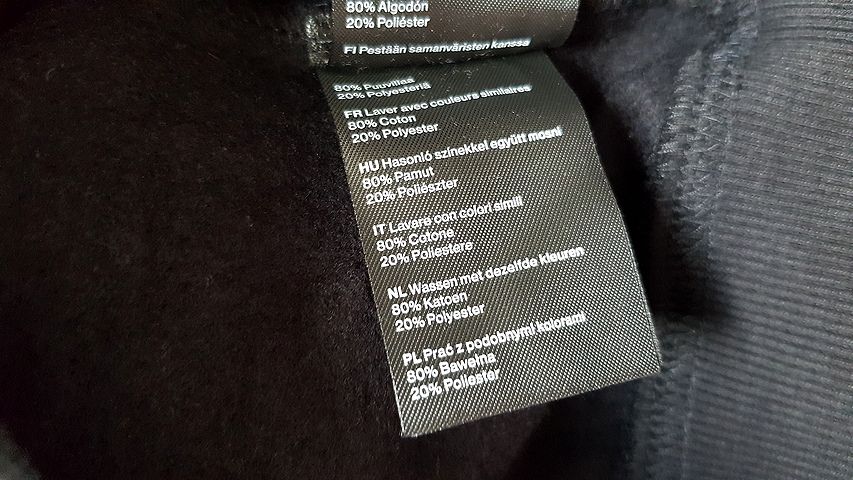 80% Algodón
20% Poliéster
FI Pestään samanväristen kanssa
80% Puuvillaa
20% Polyesteriä
FR Laver avec couleurs similaires
80% Coton
20% Polyester
HU Hasonló színekkel együtt mosni
80% Pamut
20% Poliészter
IT Lavare con colori simili
80% Cotone
20% Poliestere
NL Wassen met dezelfde kleuren
80% Katoen
20% Polyester
PL Prać z podobnymi kolorami
80% Bawełna
20% Poliester